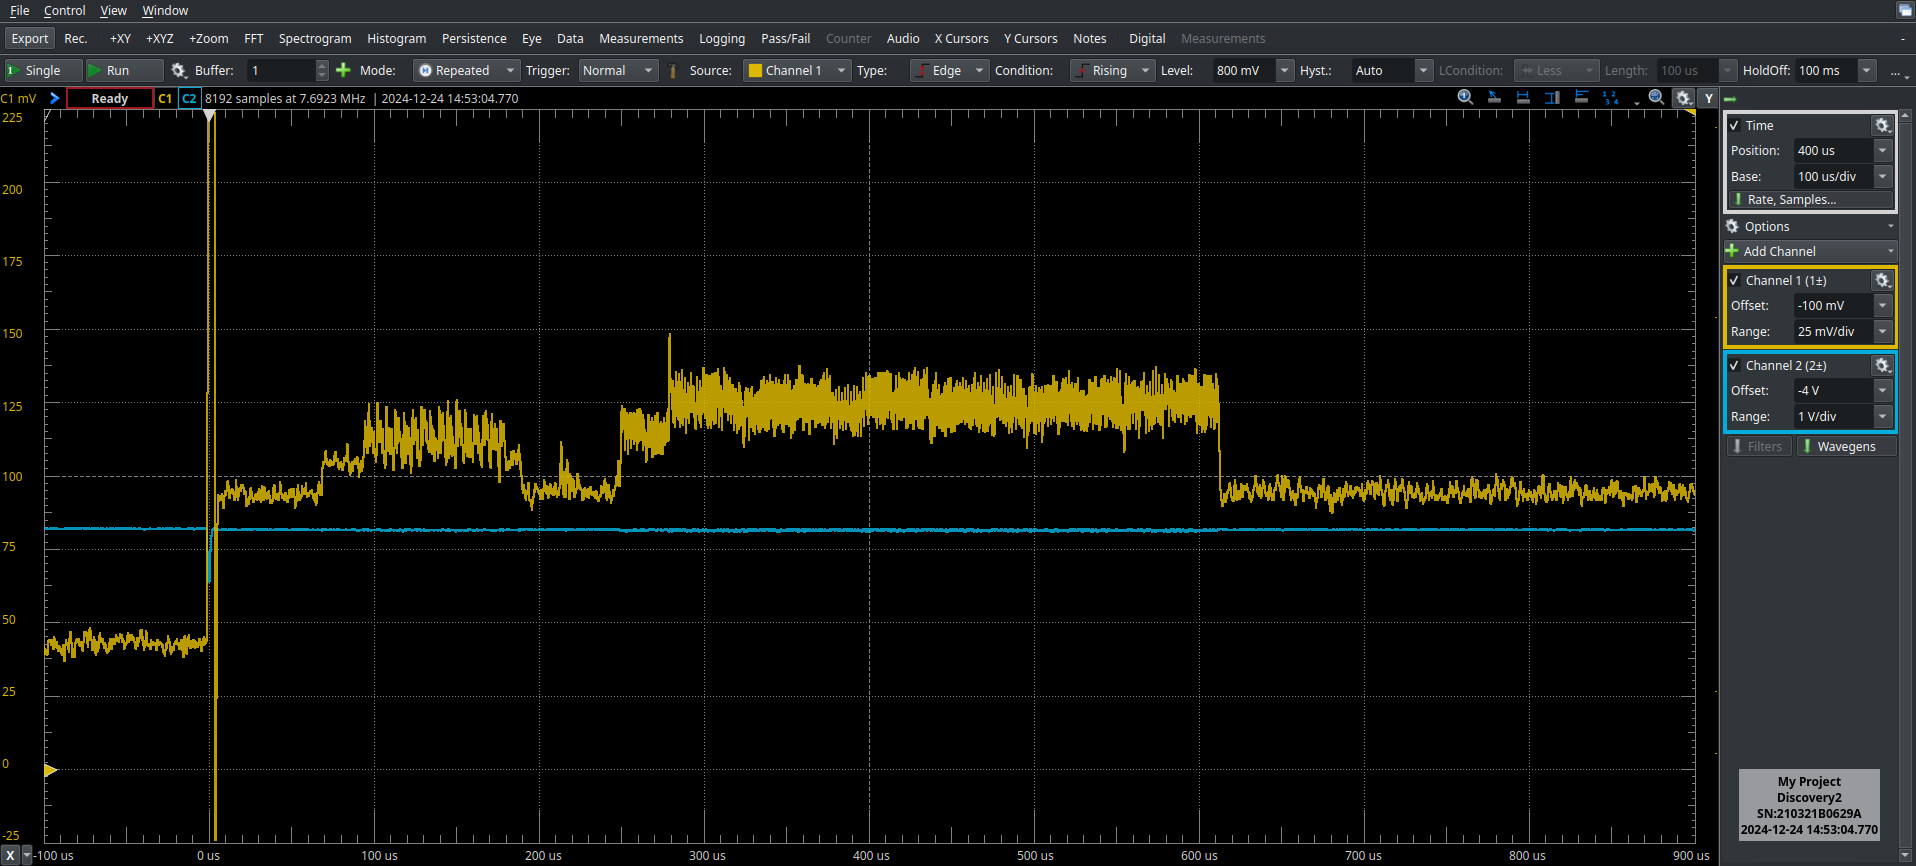 File Control View Window
Export Rec. +XY +XYZ +Zoom FFT Spectrogram Histogram Persistence Eye Data Measurements Logging Pass/Fail Counter Audio X Cursors Y Cursors Notes Digital Measurements -
1 Single Run Buffer: 1 Mode: Repeated Trigger: Normal Source: Channel 1 Type: Edge Condition: Rising Level: 800 mV Hyst.: Auto LCondition: Less Length: 100 us HoldOff: 100 ms ...
C1 mV Ready C1 C2 8192 samples at 7.6923 MHz | 2024-12-24 14:53:04.770 1 2 3 4 Y
225
200
175
150
125
100
75
50
25
0
-25
X -100 us 0 us 100 us 200 us 300 us 400 us 500 us 600 us 700 us 800 us 900 us
Time
Position: 400 us
Base: 100 us/div
Rate, Samples...
Options
Add Channel
Channel 1 (1±)
Offset: -100 mV
Range: 25 mV/div
Channel 2 (2±)
Offset: -4 V
Range: 1 V/div
Filters Wavegens
My Project
Discovery2
SN:210321B0629A
2024-12-24 14:53:04.770